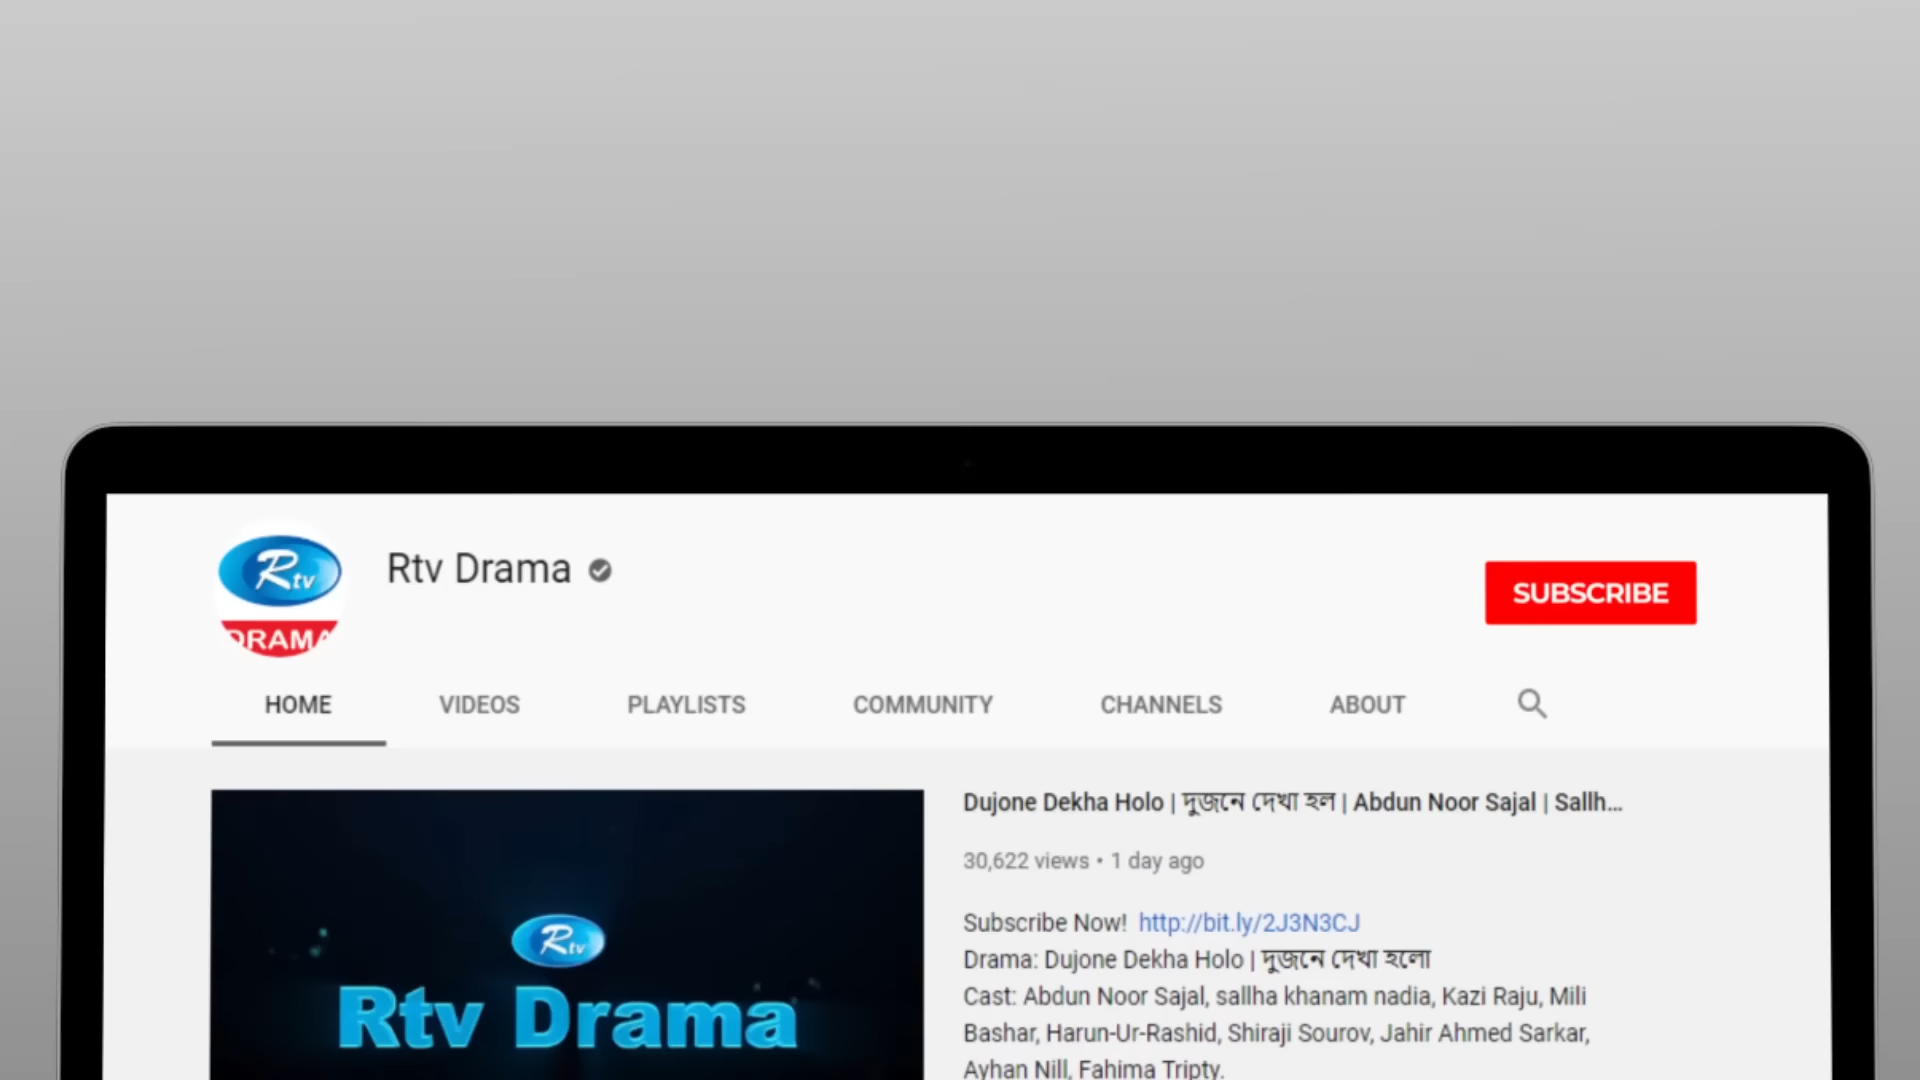 Rtv
DRAMA
Rtv Drama
SUBSCRIBE
HOME VIDEOS PLAYLISTS COMMUNITY CHANNELS ABOUT
Dujone Dekha Holo | দুজনে দেখা হল | Abdun Noor Sajal | Sallh...
30,622 views • 1 day ago
Subscribe Now! http://bit.ly/2J3N3CJ
Drama: Dujone Dekha Holo | দুজনে দেখা হলো
Cast: Abdun Noor Sajal, sallha khanam nadia, Kazi Raju, Mili
Bashar, Harun-Ur-Rashid, Shiraji Sourov, Jahir Ahmed Sarkar,
Ayhan Nill, Fahima Tripty.
Rtv
Rtv Drama